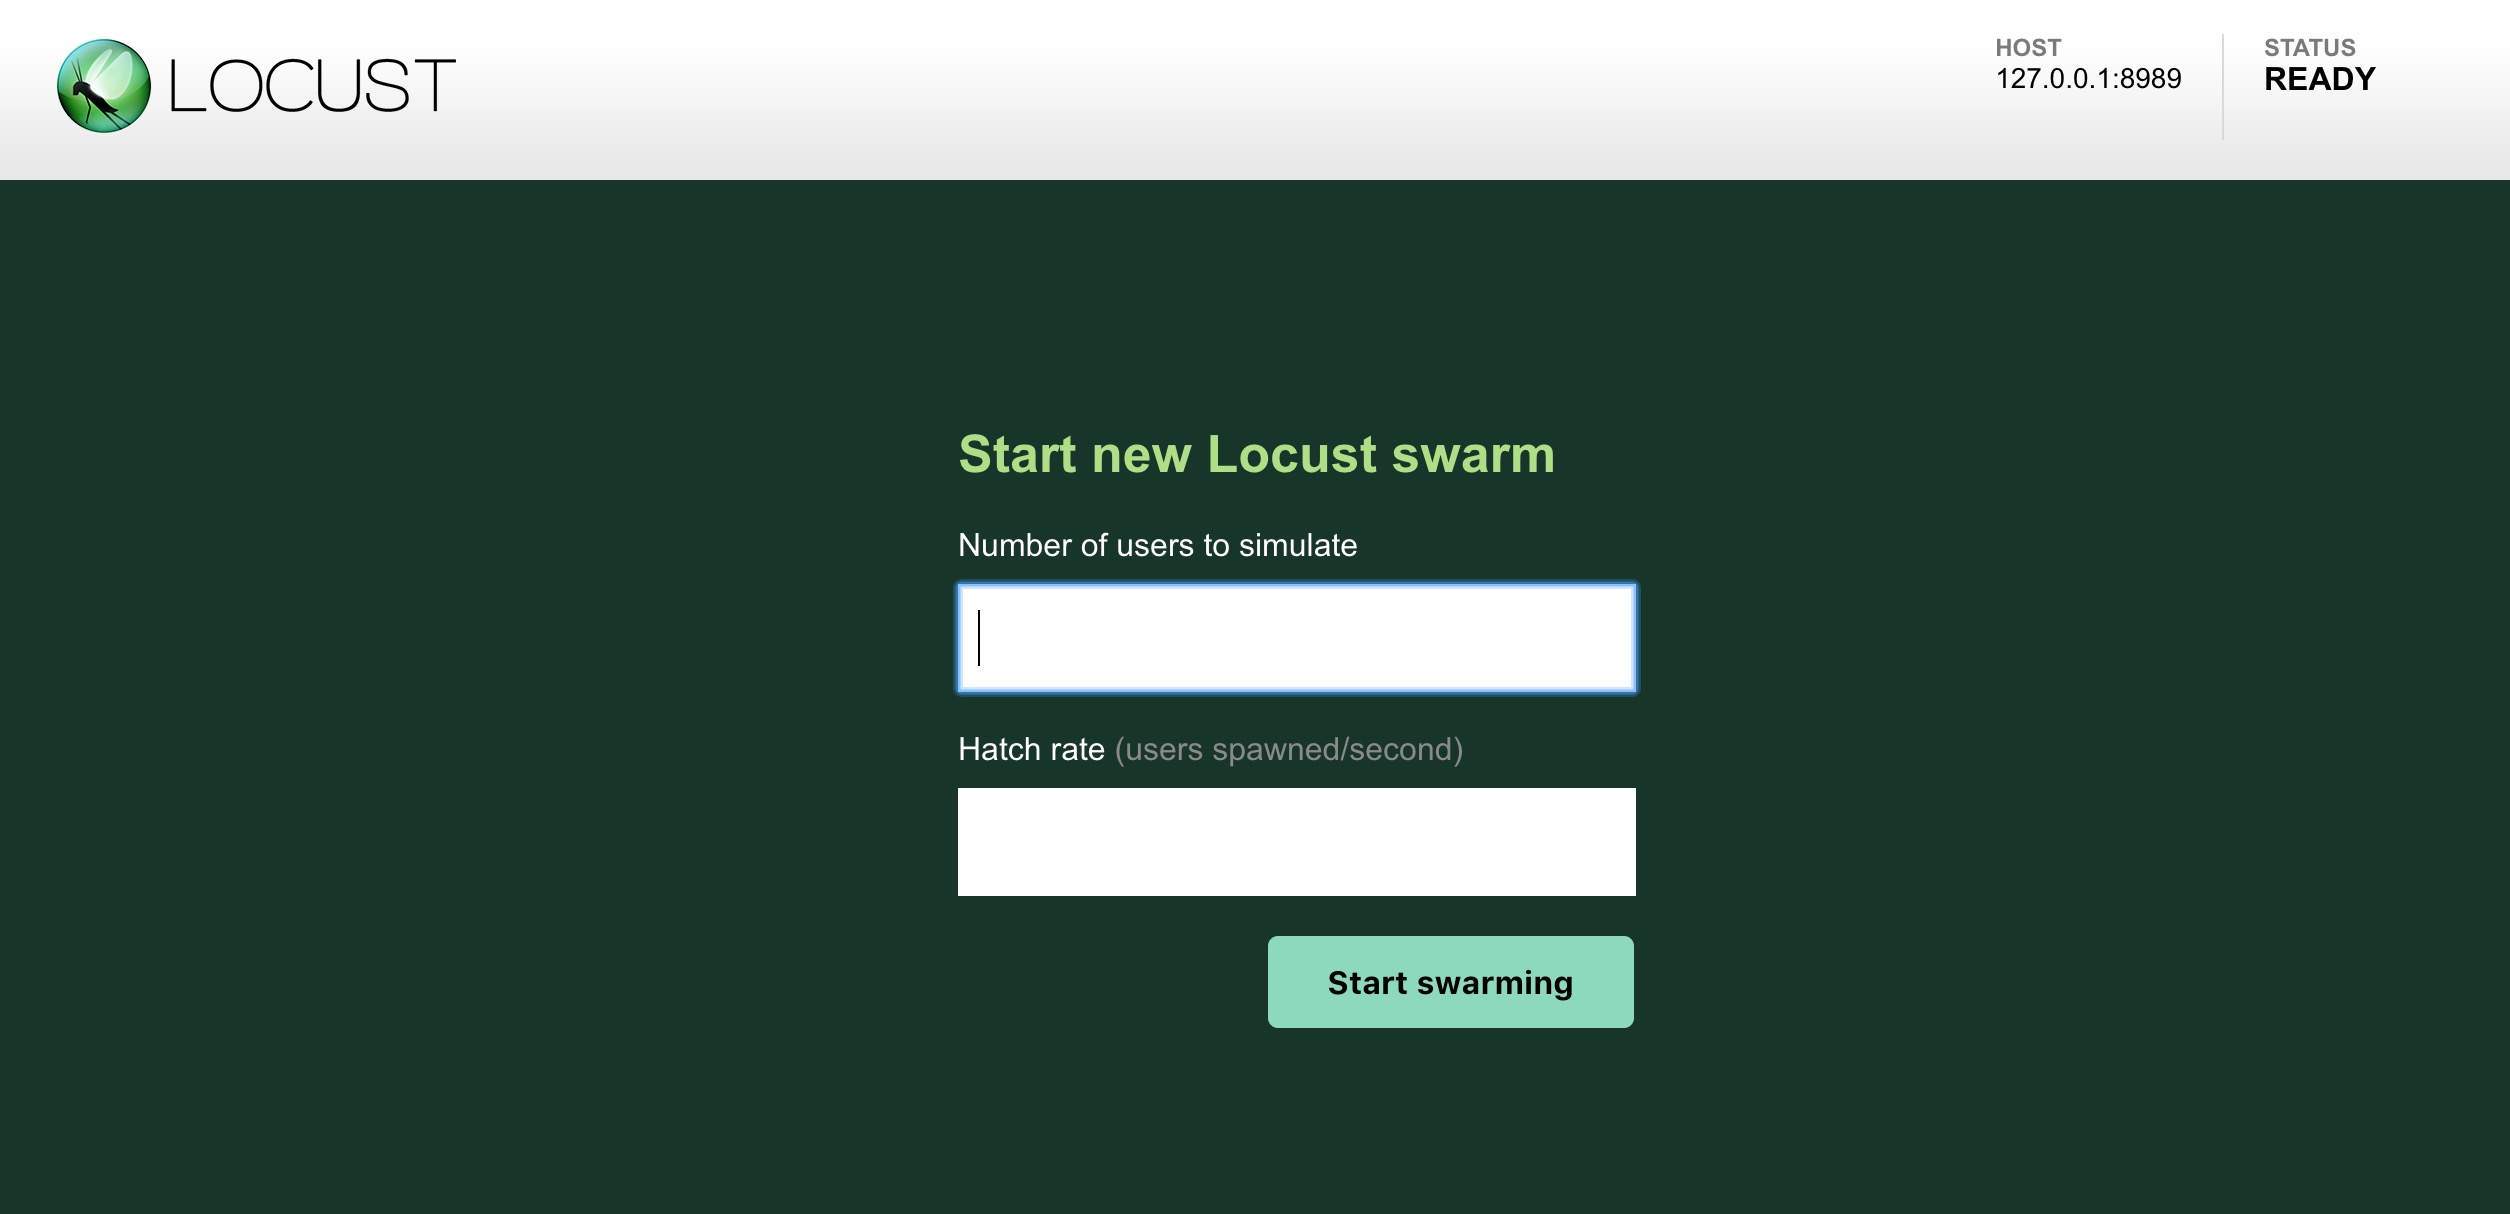 LOCUST
HOST
127.0.0.1:8989
STATUS
READY
Start new Locust swarm
Number of users to simulate
Hatch rate (users spawned/second)
Start swarming